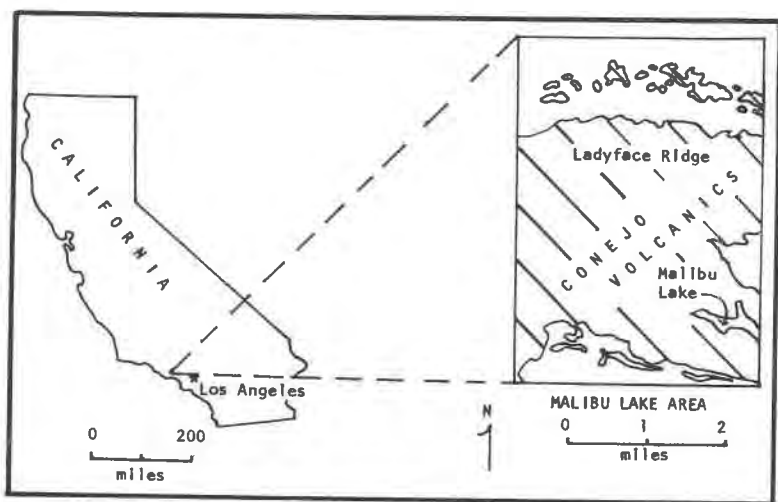 CALIFORNIA
Los Angeles
0 200
miles
Ladyface Ridge
CONEJO
VOLCANICS
Malibu
Lake
MALIBU LAKE AREA
N
0 1 2
miles